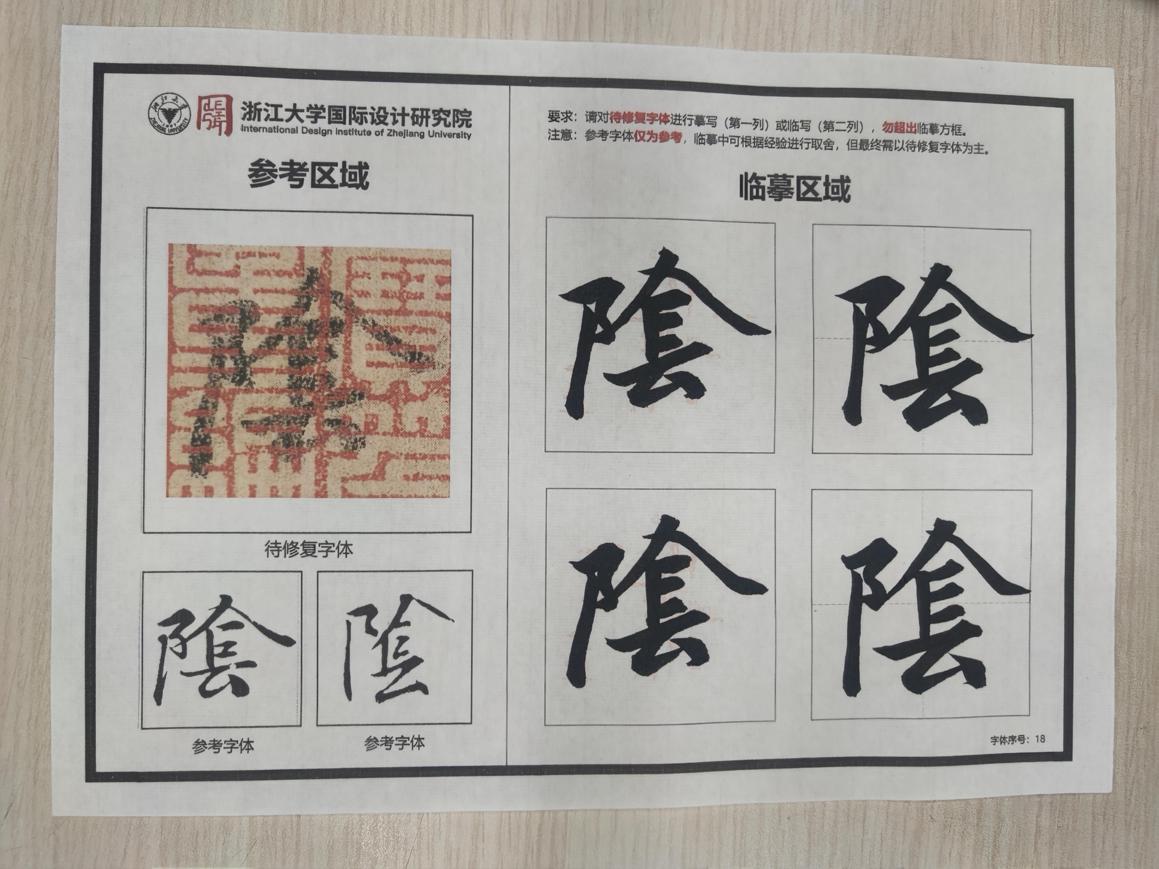 浙江大学国际设计研究院
International Design Institute of Zhejiang University
参考区域
待修复字体
陰
陰
参考字体
参考字体
要求：请对待修复字体进行摹写（第一列）或临写（第二列），勿超出临摹方框。
注意：参考字体仅为参考，临摹中可根据经验进行取舍，但最终需以待修复字体为主。
临摹区域
陰
陰
陰
陰
字体序号：18